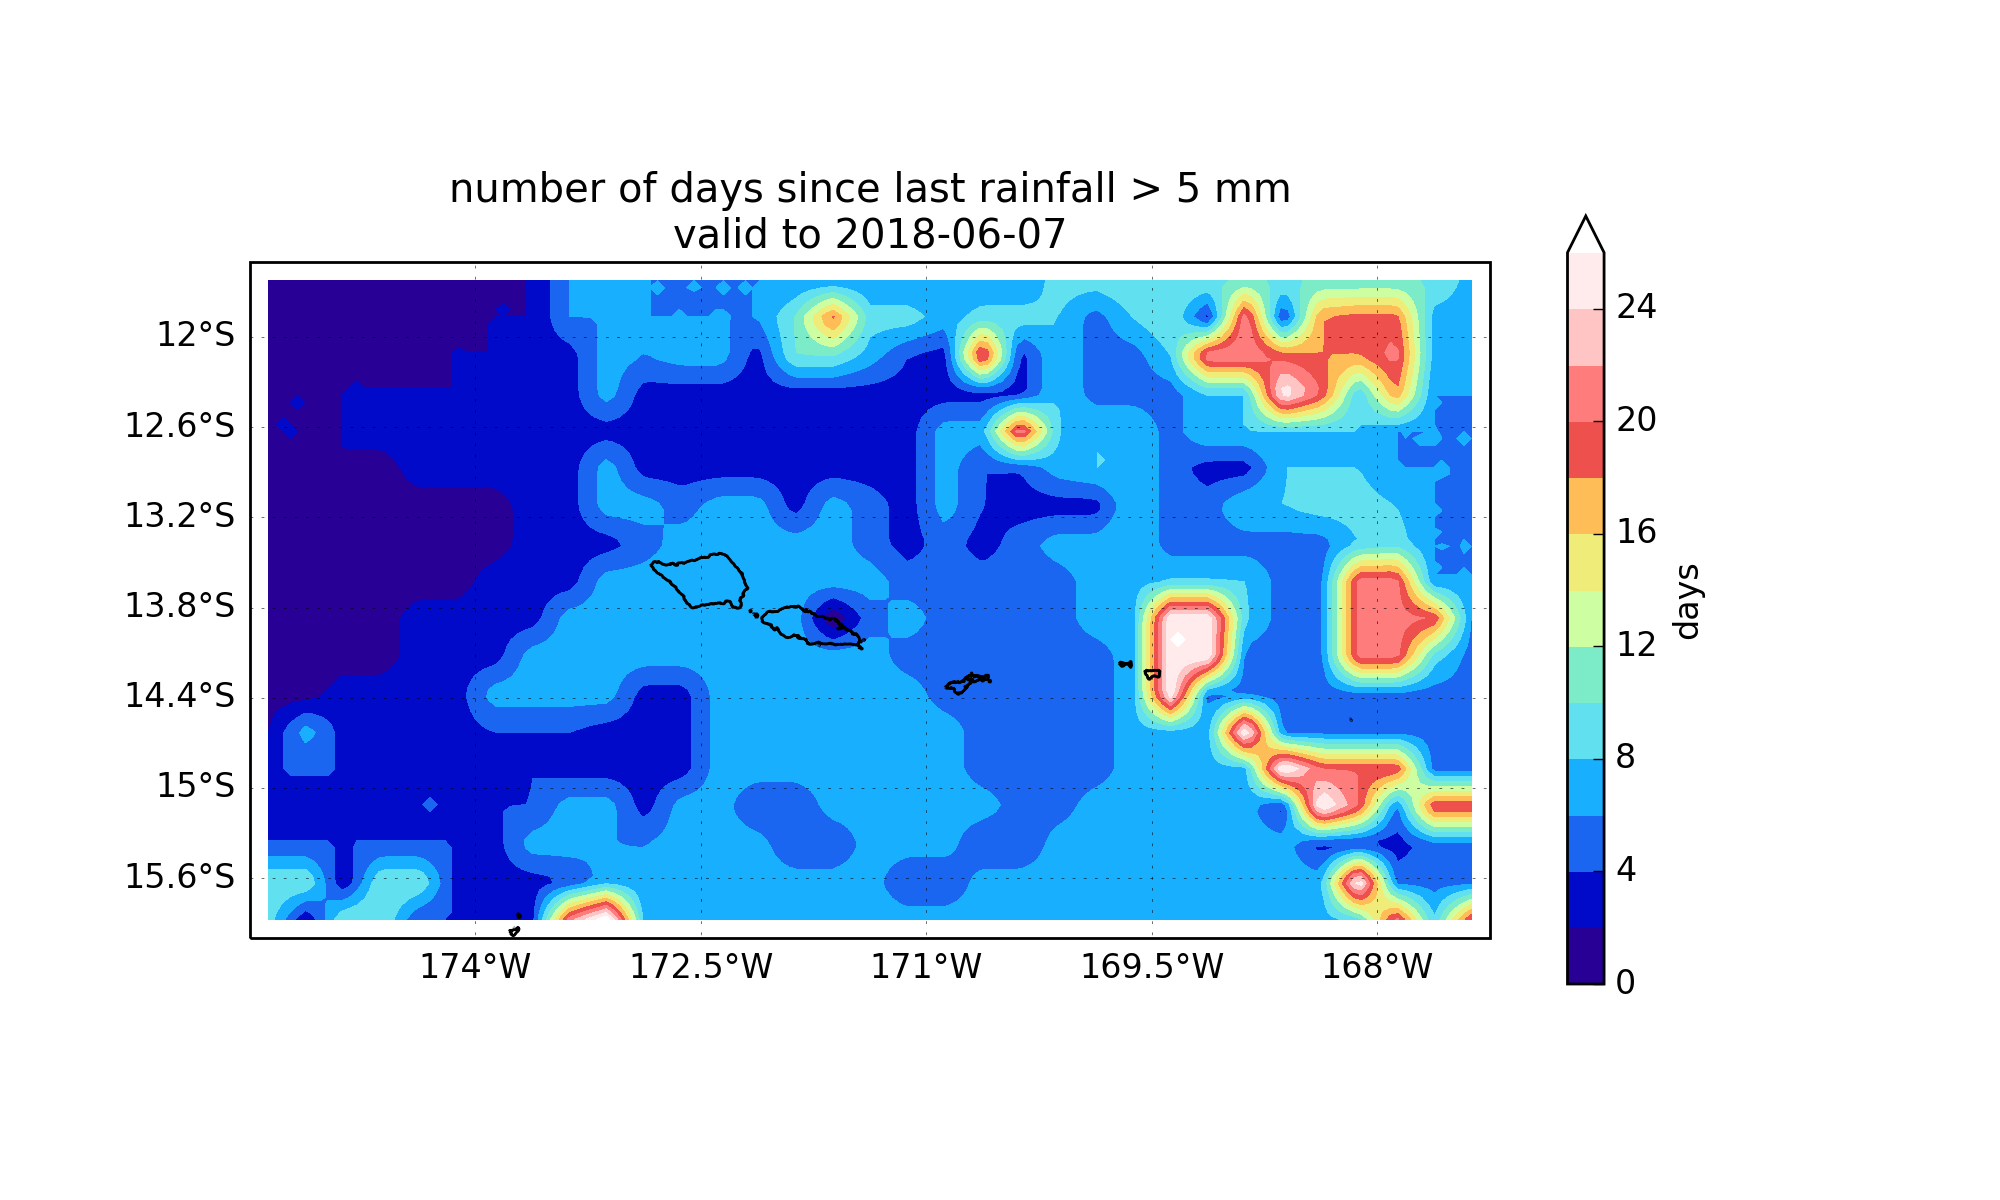 number of days since last rainfall > 5 mm
valid to 2018-06-07
12°S
12.6°S
13.2°S
13.8°S
14.4°S
15°S
15.6°S
174°W
172.5°W
171°W
169.5°W
168°W
24
20
16
12
8
4
0
days